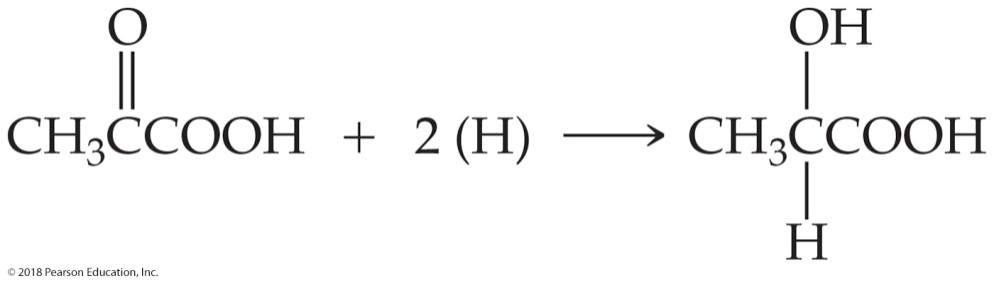 O OH
CH₃CCOOH + 2 (H) ⟶ CH₃CCOOH
H
© 2018 Pearson Education, Inc.